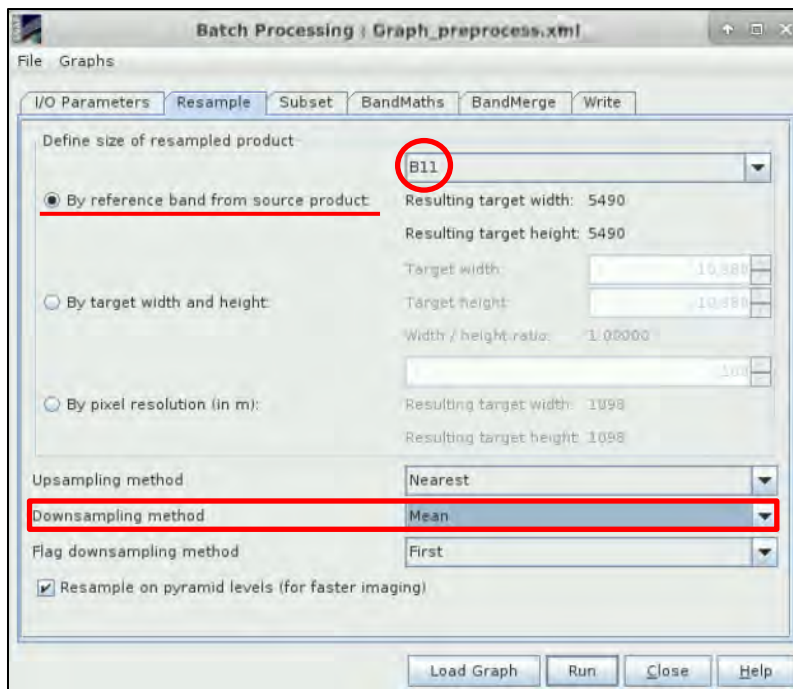 Batch Processing : Graph_preprocess.xml
File Graphs
I/O Parameters Resample Subset BandMaths BandMerge Write
Define size of resampled product
B11
By reference band from source product:
Resulting target width: 5490
Resulting target height: 5490
Target width: 10,980
By target width and height:
Target height: 10,980
Width / height ratio: 1.00000
100
By pixel resolution (in m):
Resulting target width: 1098
Resulting target height: 1098
Upsampling method Nearest
Downsampling method Mean
Flag downsampling method First
Resample on pyramid levels (for faster imaging)
Load Graph Run Close Help